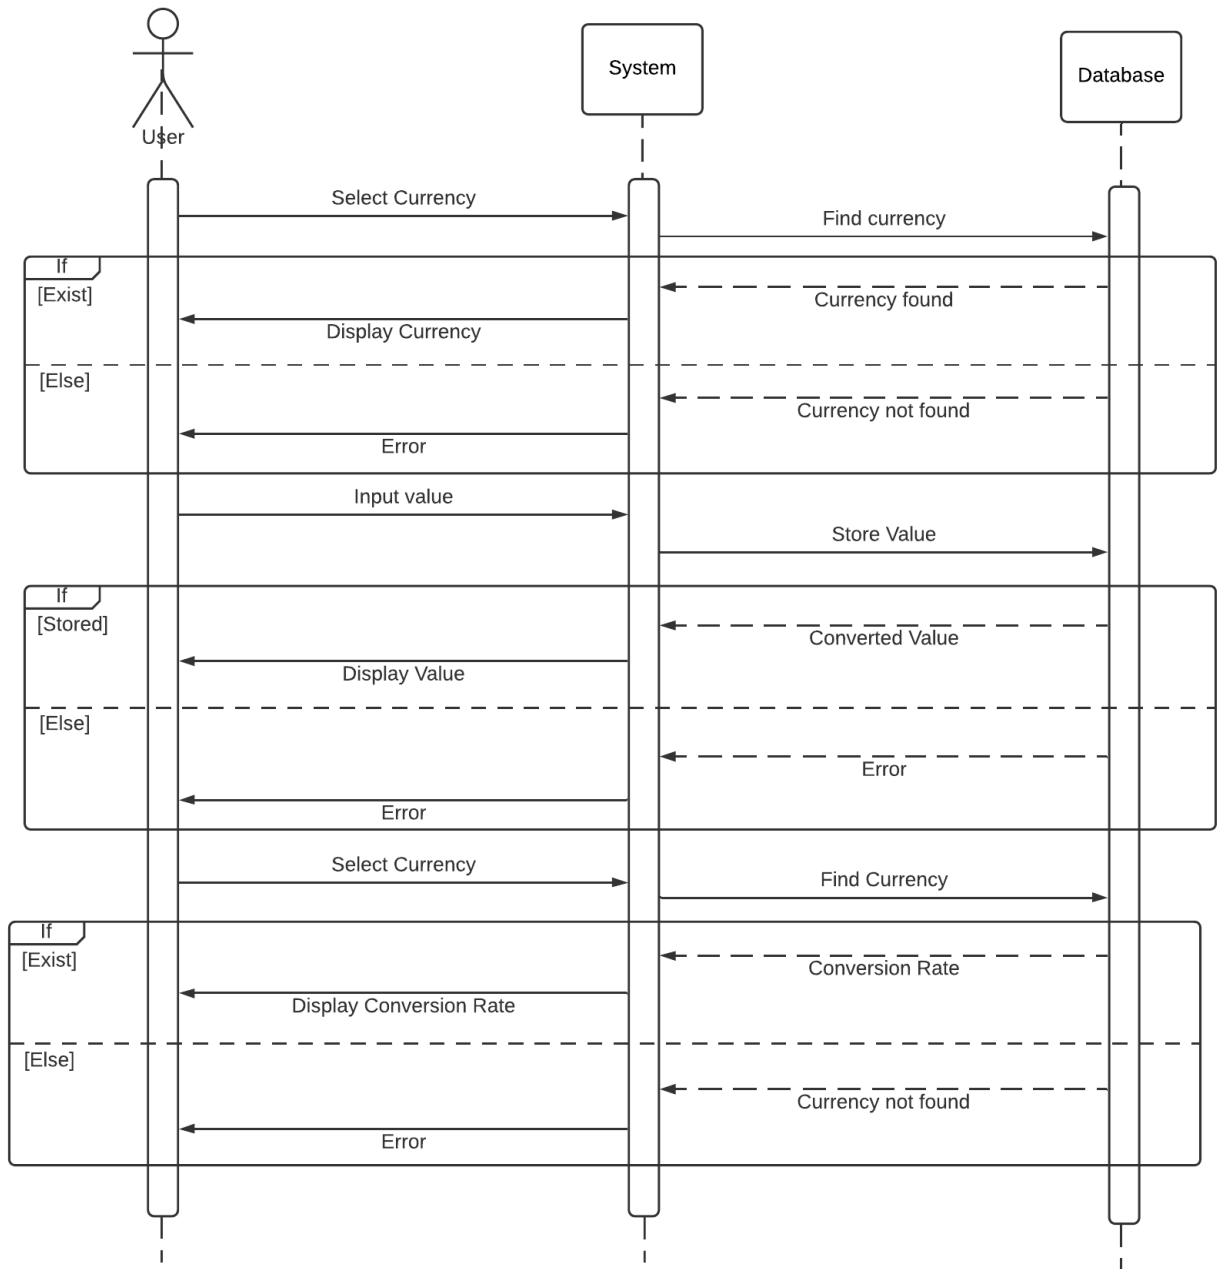 System
Database
User
Select Currency
Find currency
If
[Exist]
Currency found
Display Currency
[Else]
Currency not found
Error
Input value
Store Value
If
[Stored]
Converted Value
Display Value
[Else]
Error
Error
Select Currency
Find Currency
If
[Exist]
Conversion Rate
Display Conversion Rate
[Else]
Currency not found
Error